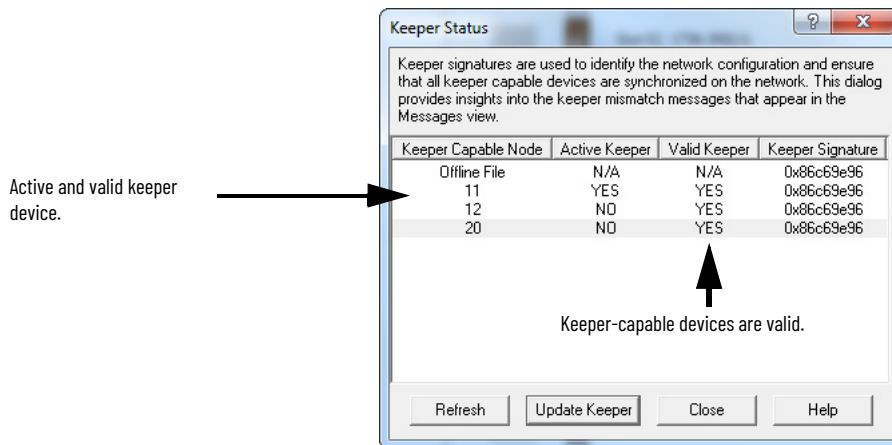 Keeper Status
Keeper signatures are used to identify the network configuration and ensure
that all keeper capable devices are synchronized on the network. This dialog
provides insights into the keeper mismatch messages that appear in the
Messages view.
Keeper Capable Node Active Keeper Valid Keeper Keeper Signature
Offline File N/A N/A 0x86c69e96
11 YES YES 0x86c69e96
12 NO YES 0x86c69e96
20 NO YES 0x86c69e96
Active and valid keeper
device.
Keeper-capable devices are valid.
Refresh Update Keeper Close Help